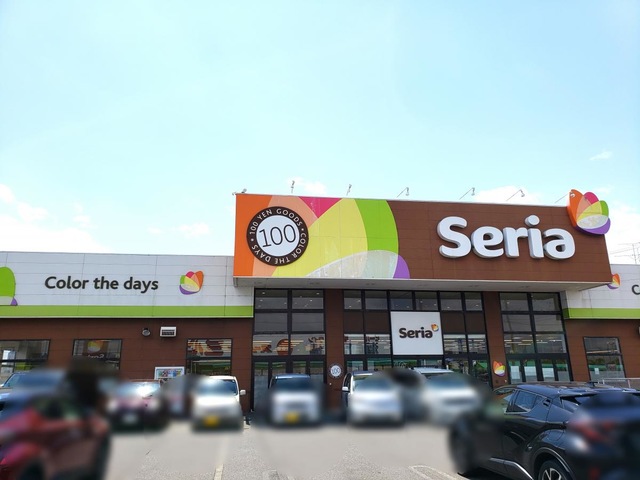 Seria
100 YEN GOODS
100
COLOR THE DAYS
Color the days
Seria
C